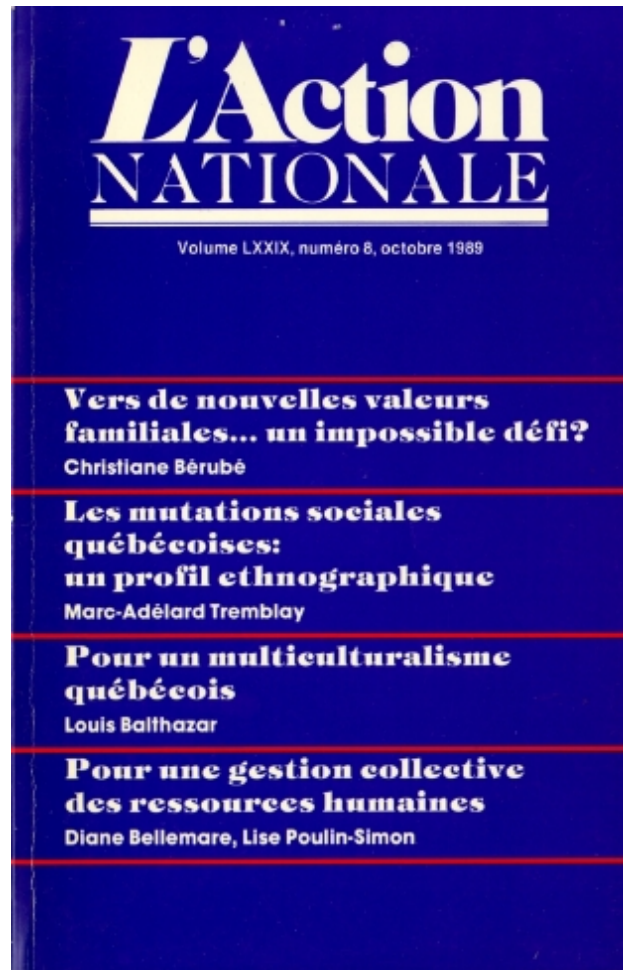 L'Action
NATIONALE
Volume LXXIX, numéro 8, octobre 1989
Vers de nouvelles valeurs
familiales... un impossible défi?
Christiane Bérubé
Les mutations sociales
québécoises:
un profil ethnographique
Marc-Adélard Tremblay
Pour un multiculturalisme
québécois
Louis Balthazar
Pour une gestion collective
des ressources humaines
Diane Bellemare, Lise Poulin-Simon